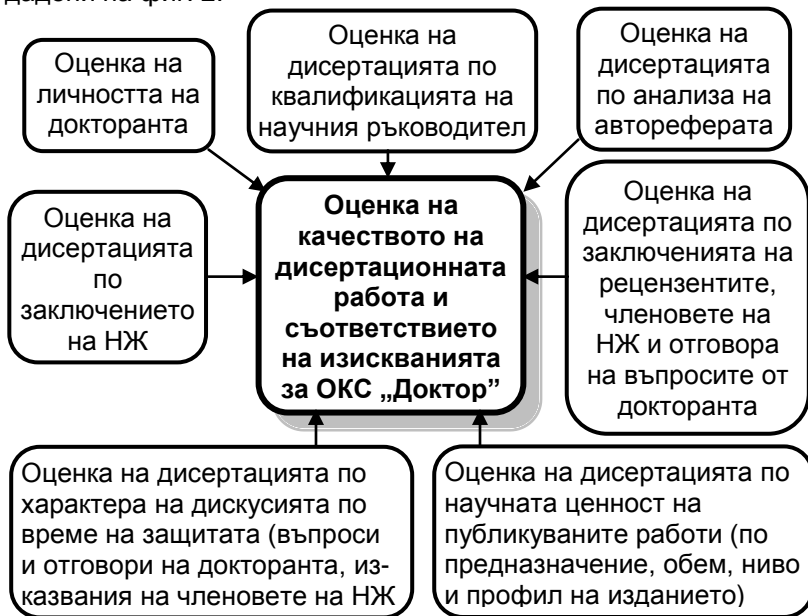 дадени на фиг. 2.
Оценка на
личността на
докторанта
Оценка на
дисертацията по
квалификацията на
научния ръководител
Оценка на
дисертацията
по анализа на
автореферата
Оценка на
дисертацията
по
заключението
на НЖ
Оценка на
качеството на
дисертационната
работа и
съответствието
на изискванията
за ОКС „Доктор”
Оценка на
дисертацията по
заключенията на
рецензентите,
членовете на
НЖ и отговора
на въпросите от
докторанта
Оценка на дисертацията по
характера на дискусията по
време на защитата (въпроси
и отговори на докторанта, из-
казвания на членовете на НЖ
Оценка на дисертацията по
научната ценност на
публикуваните работи (по
предназначение, обем, ниво
и профил на изданието)